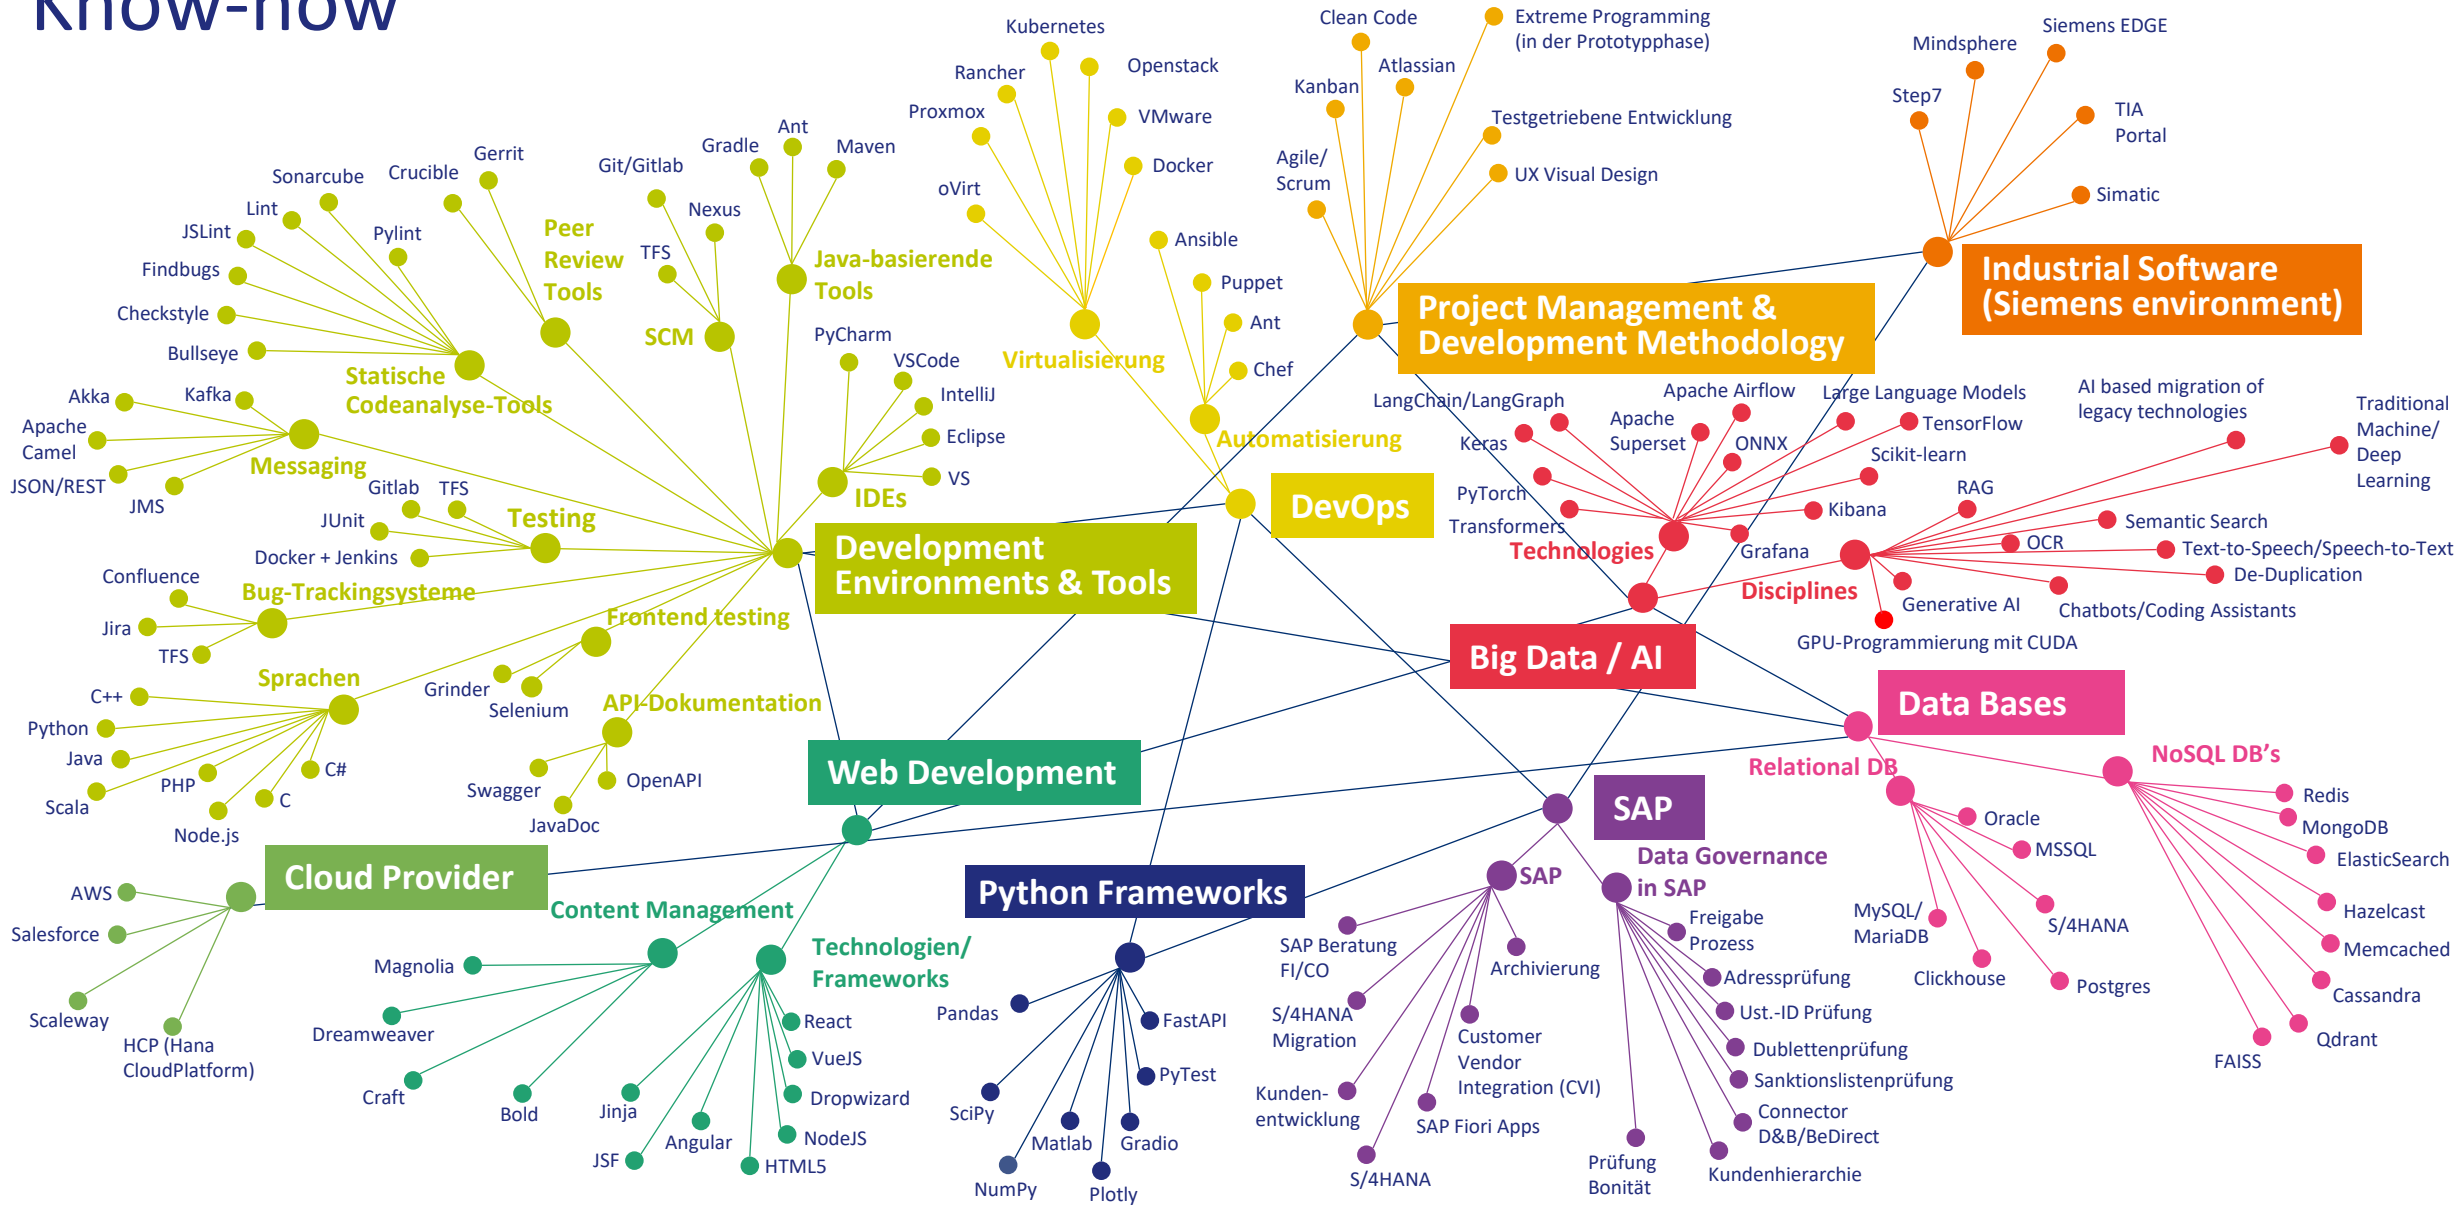 Know-how
Kubernetes
Openstack
Rancher
Proxmox
VMware
Docker
oVirt
Virtualisierung
Ansible
Puppet
Ant
Chef
Automatisierung
DevOps
Clean Code
Extreme Programming
(in der Prototypphase)
Atlassian
Kanban
Testgetriebene Entwicklung
Agile/
Scrum
UX Visual Design
Project Management &
Development Methodology
Siemens EDGE
Mindsphere
Step7
TIA
Portal
Simatic
Industrial Software
(Siemens environment)
Gerrit
Crucible
Peer
Review
Tools
Sonarcube
Lint
JSLint
Pylint
Findbugs
Checkstyle
Bullseye
Statische
Codeanalyse-Tools
Git/Gitlab
Nexus
TFS
SCM
Gradle
Ant
Maven
Java-basierende
Tools
PyCharm
VSCode
IntelliJ
Eclipse
VS
IDEs
Akka
Kafka
Apache
Camel
JSON/REST
JMS
Messaging
Gitlab
TFS
JUnit
Docker + Jenkins
Testing
Confluence
Jira
TFS
Bug-Trackingsysteme
Development
Environments & Tools
Frontend testing
Grinder
Selenium
Sprachen
C++
Python
Java
Scala
PHP
Node.js
C
C#
API-Dokumentation
Swagger
JavaDoc
OpenAPI
LangChain/LangGraph
Keras
PyTorch
Transformers
Apache
Superset
Apache Airflow
ONNX
Large Language Models
TensorFlow
Scikit-learn
Kibana
Grafana
Technologies
AI based migration of
legacy technologies
Traditional
Machine/
Deep
Learning
RAG
Semantic Search
OCR
Text-to-Speech/Speech-to-Text
De-Duplication
Generative AI
Chatbots/Coding Assistants
GPU-Programmierung mit CUDA
Disciplines
Big Data / AI
Data Bases
Relational DB
Oracle
MSSQL
S/4HANA
MySQL/
MariaDB
Clickhouse
Postgres
NoSQL DB’s
Redis
MongoDB
ElasticSearch
Hazelcast
Memcached
Cassandra
Qdrant
FAISS
Web Development
Content Management
Magnolia
Dreamweaver
Craft
Bold
Technologien/
Frameworks
React
VueJS
Dropwizard
NodeJS
HTML5
Angular
Jinja
JSF
Cloud Provider
AWS
Salesforce
Scaleway
HCP (Hana
CloudPlatform)
Python Frameworks
Pandas
SciPy
NumPy
Matlab
Plotly
Gradio
PyTest
FastAPI
SAP
SAP
SAP Beratung
FI/CO
S/4HANA
Migration
Kunden-
entwicklung
S/4HANA
SAP Fiori Apps
Customer
Vendor
Integration (CVI)
Archivierung
Data Governance
in SAP
Freigabe
Prozess
Adressprüfung
Ust.-ID Prüfung
Dublettenprüfung
Sanktionslistenprüfung
Connector
D&B/BeDirect
Kundenhierarchie
Prüfung
Bonität